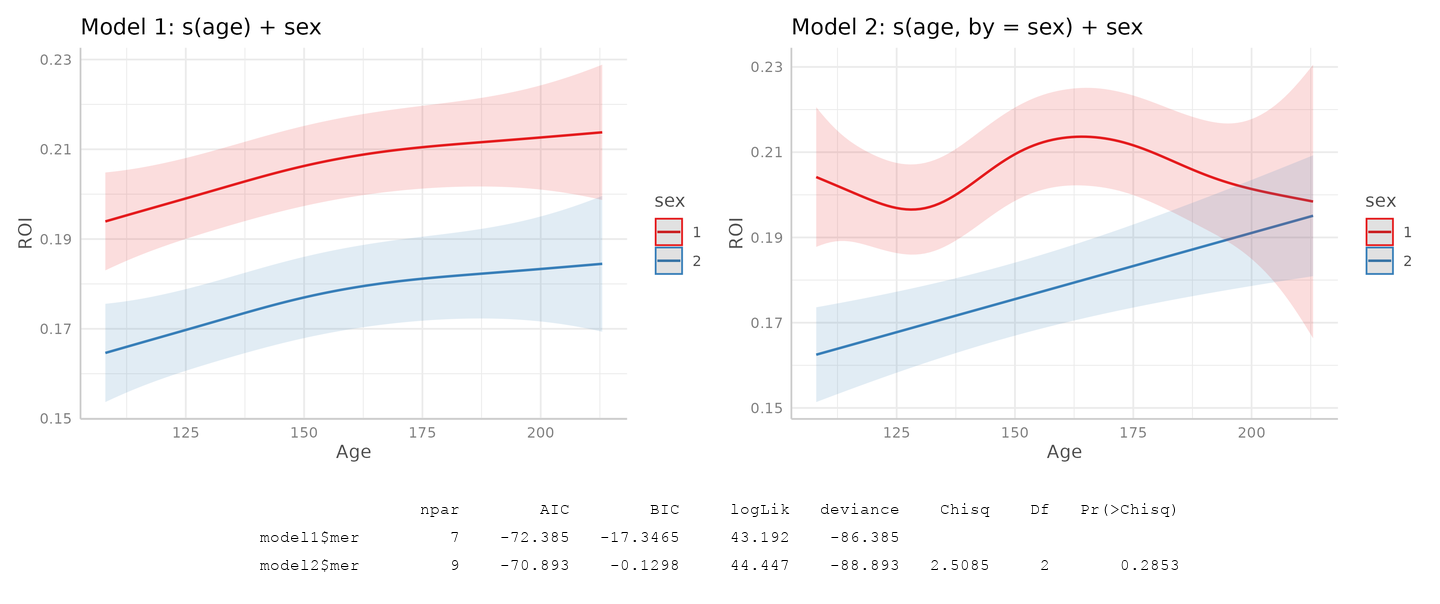 Model 1: s(age) + sex
0.23
0.21
0.19
0.17
0.15
ROI
125 150 175 200
Age
sex
1
2
Model 2: s(age, by = sex) + sex
0.23
0.21
0.19
0.17
0.15
ROI
125 150 175 200
Age
sex
1
2
npar AIC BIC logLik deviance Chisq Df Pr(>Chisq)
model1$mer 7 -72.385 -17.3465 43.192 -86.385
model2$mer 9 -70.893 -0.1298 44.447 -88.893 2.5085 2 0.2853